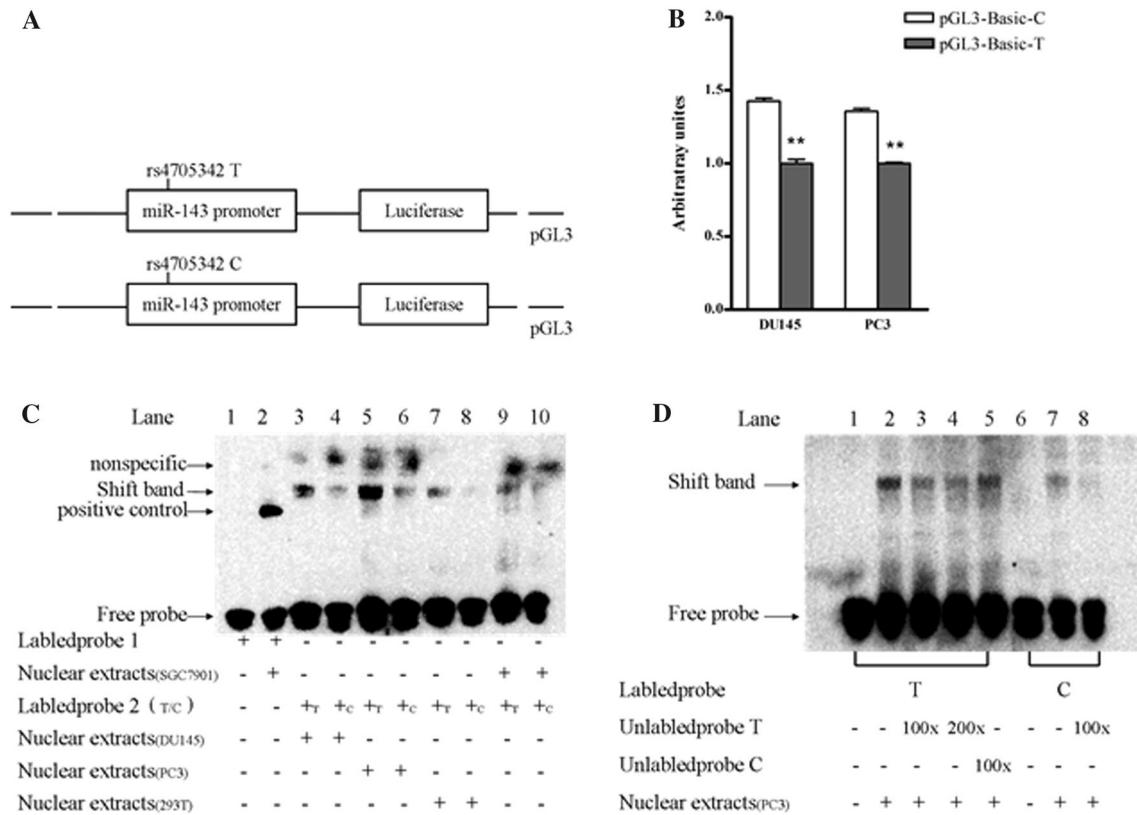 A
rs4705342 T
miR-143 promoter
Luciferase
pGL3
rs4705342 C
miR-143 promoter
Luciferase
pGL3
B
2.0
1.5
1.0
0.5
0.0
Arbitratray unites
pGL3-Basic-C
pGL3-Basic-T
**
**
DU145
PC3
C
Lane 1 2 3 4 5 6 7 8 9 10
nonspecific
Shift band
positive control
Free probe
Labledprobe 1 + + - - - - - - - -
Nuclear extracts(SGC7901) - + - - - - - - + +
Labledprobe 2 ( T/C ) - - +T +C +T +C +T +C +T +C
Nuclear extracts(DU145) - - + + - - - - - -
Nuclear extracts(PC3) - - - - + + - - - -
Nuclear extracts(293T) - - - - - - + + - -
D
Lane 1 2 3 4 5 6 7 8
Shift band
Free probe
Labledprobe T C
Unlabledprobe T - - 100x 200x - - - 100x
Unlabledprobe C - - - - 100x - - -
Nuclear extracts(PC3) - + + + + - + +